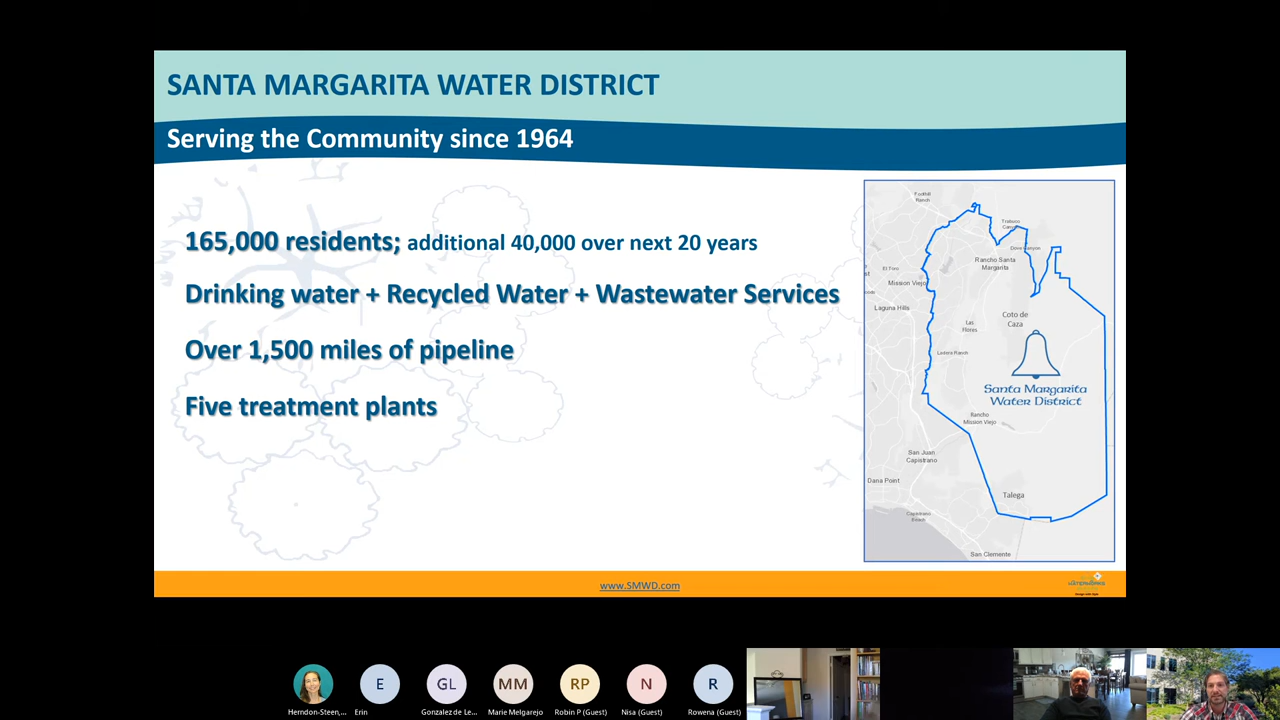 SANTA MARGARITA WATER DISTRICT
Serving the Community since 1964
165,000 residents; additional 40,000 over next 20 years
Drinking water + Recycled Water + Wastewater Services
Over 1,500 miles of pipeline
Five treatment plants
Foothill
Ranch
Trabuco
Canyon
Dove Canyon
Rancho Santa
Margarita
El Toro
Mission Viejo
Laguna Hills
Coto de
Caza
Las
Flores
Ladera Ranch
Santa Margarita
Water District
Rancho
Mission Viejo
San Juan
Capistrano
Dana Point
Talega
Capistrano
Beach
San Clemente
www.SMWD.com
E
GL
MM
RP
N
R
Herndon-Steen,...
Erin
Gonzalez de Le...
Marie Melgarejo
Robin P (Guest)
Nisa (Guest)
Rowena (Guest)